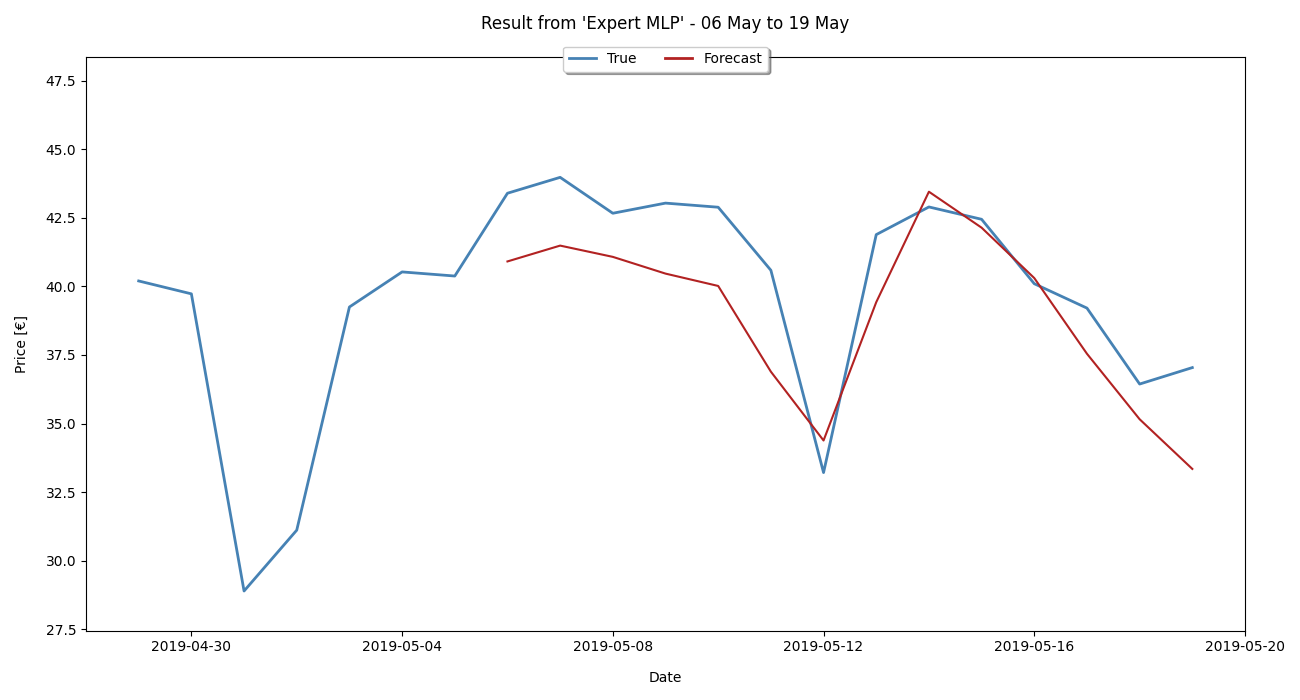 Result from 'Expert MLP' - 06 May to 19 May
True Forecast
47.5
45.0
42.5
40.0
37.5
35.0
32.5
30.0
27.5
Price [€]
2019-04-30 2019-05-04 2019-05-08 2019-05-12 2019-05-16 2019-05-20
Date